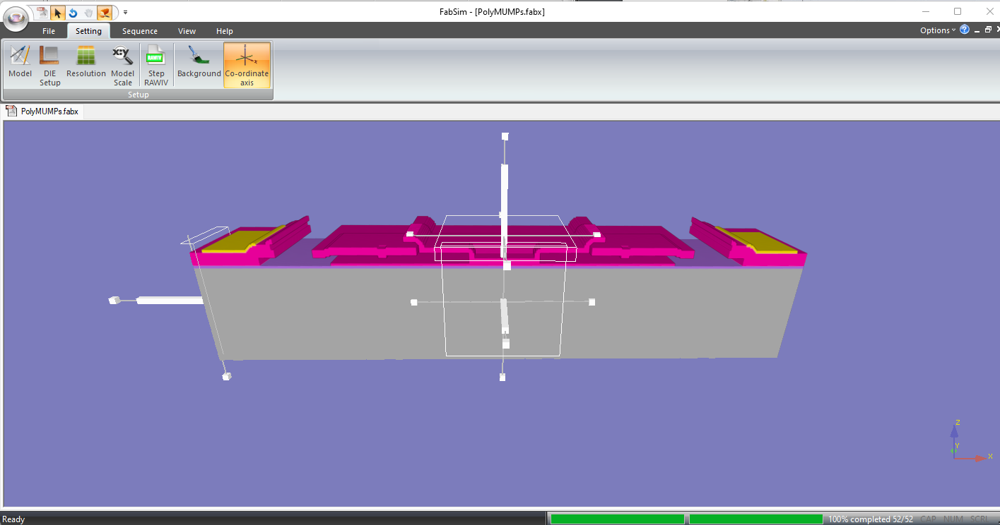 FabSim - [PolyMUMPs.fabx]
File Setting Sequence View Help Options
Model DIE Setup Resolution Model Scale Step RAWIV Background Co-ordinate axis
X:Y RAWIV
Setup
PolyMUMPs.fabx
Z
Y
X
Ready 100% completed 52/52 CAP NUM SCRL